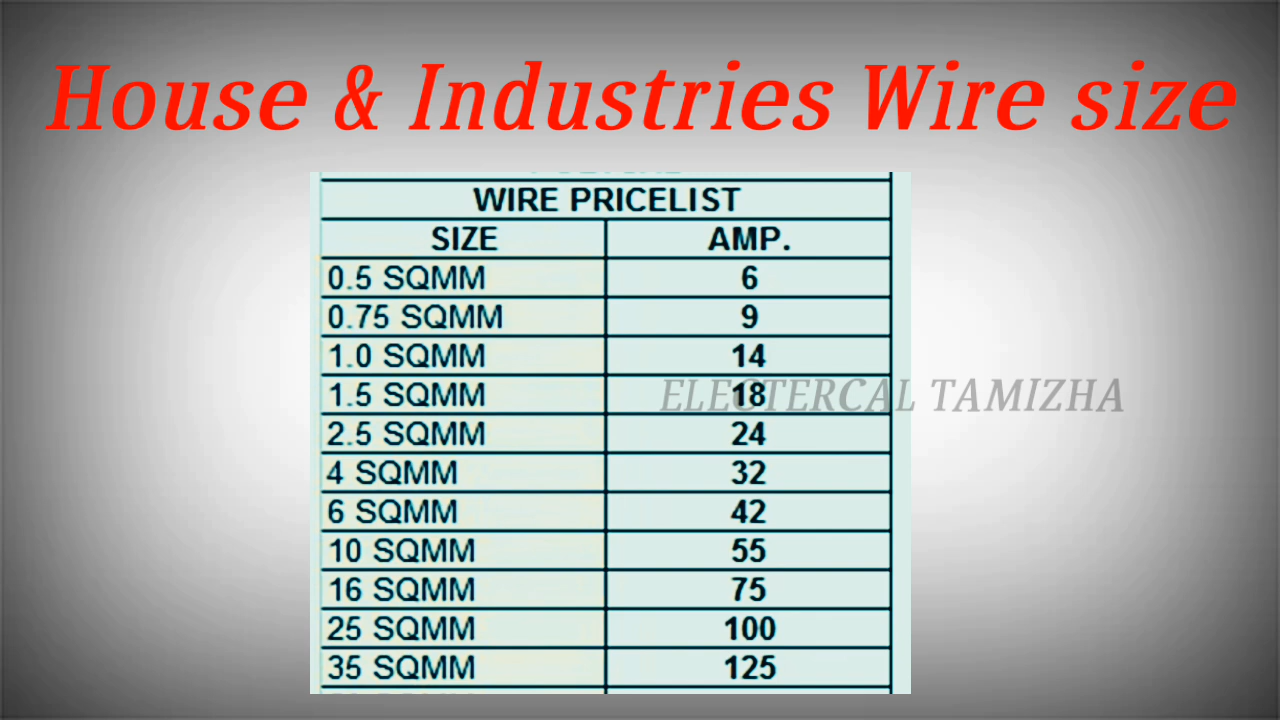 House & Industries Wire size
WIRE PRICELIST
SIZE AMP.
0.5 SQMM 6
0.75 SQMM 9
1.0 SQMM 14
1.5 SQMM 18
ELECTERCAL TAMIZHA
2.5 SQMM 24
4 SQMM 32
6 SQMM 42
10 SQMM 55
16 SQMM 75
25 SQMM 100
35 SQMM 125